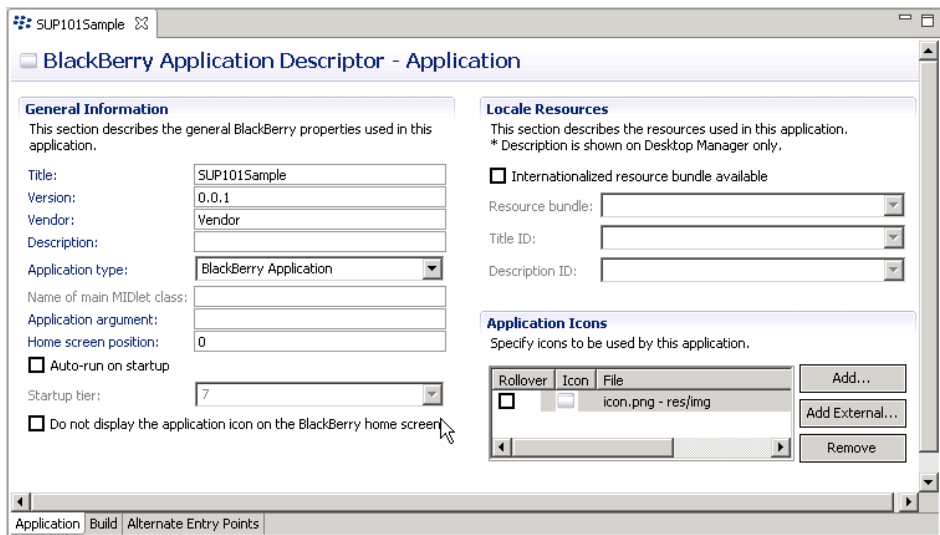 SUP101Sample
BlackBerry Application Descriptor - Application
General Information
This section describes the general BlackBerry properties used in this
application.
Title: SUP101Sample
Version: 0.0.1
Vendor: Vendor
Description:
Application type: BlackBerry Application
Name of main MIDlet class:
Application argument:
Home screen position: 0
Auto-run on startup
Startup tier: 7
Do not display the application icon on the BlackBerry home screen
Locale Resources
This section describes the resources used in this application.
* Description is shown on Desktop Manager only.
Internationalized resource bundle available
Resource bundle:
Title ID:
Description ID:
Application Icons
Specify icons to be used by this application.
Rollover Icon File
icon.png - res/img
Add...
Add External...
Remove
Application Build Alternate Entry Points